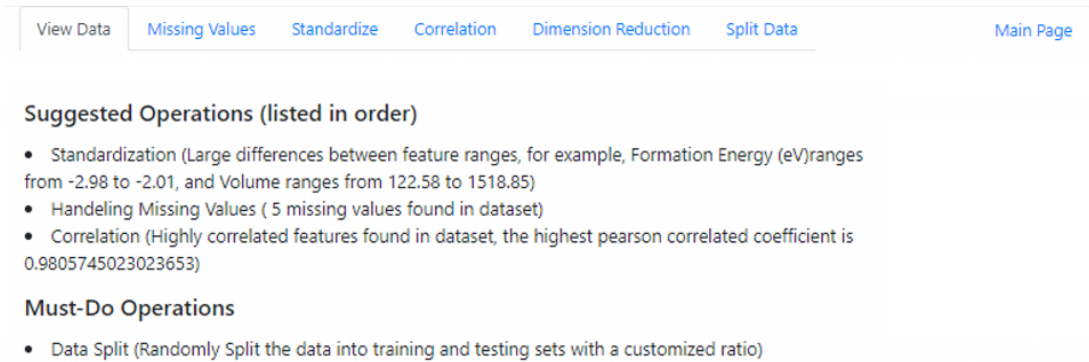 View Data Missing Values Standardize Correlation Dimension Reduction Split Data Main Page
Suggested Operations (listed in order)
• Standardization (Large differences between feature ranges, for example, Formation Energy (eV)ranges
from -2.98 to -2.01, and Volume ranges from 122.58 to 1518.85)
• Handeling Missing Values ( 5 missing values found in dataset)
• Correlation (Highly correlated features found in dataset, the highest pearson correlated coefficient is
0.9805745023023653)
Must-Do Operations
• Data Split (Randomly Split the data into training and testing sets with a customized ratio)